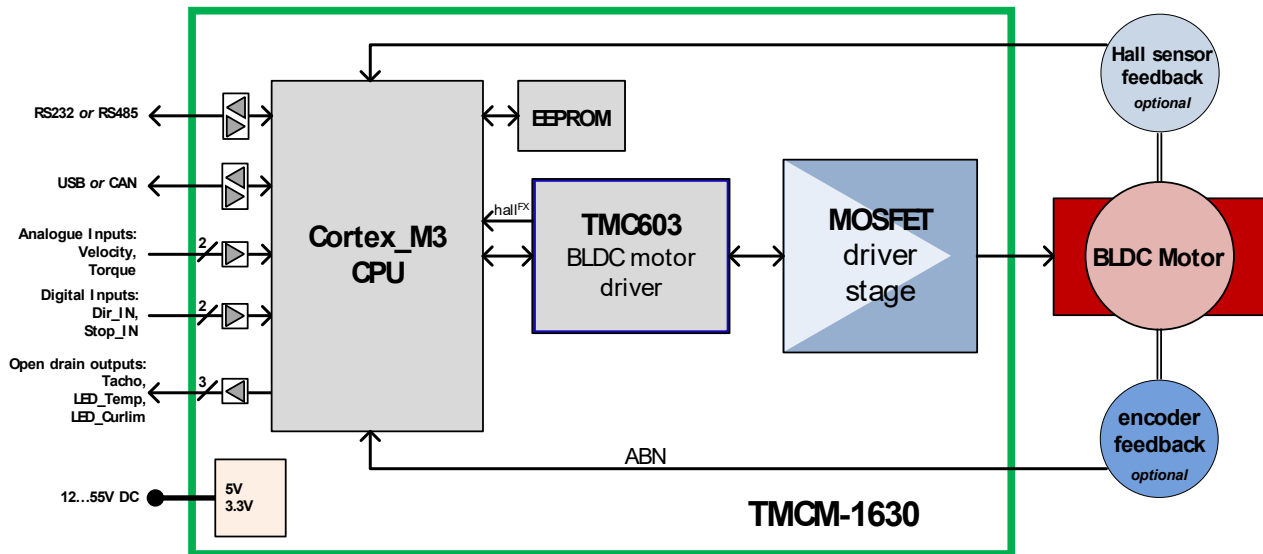 Hall sensor
feedback
optional
RS232 or RS485
EEPROM
USB or CAN
hallFX
Analogue Inputs:
Velocity,
Torque
2
Cortex_M3
CPU
TMC603
BLDC motor
driver
MOSFET
driver
stage
BLDC Motor
Digital Inputs:
Dir_IN,
Stop_IN
2
Open drain outputs:
Tacho,
LED_Temp,
LED_Curlim
3
encoder
feedback
optional
ABN
12...55V DC
5V
3.3V
TMCM-1630